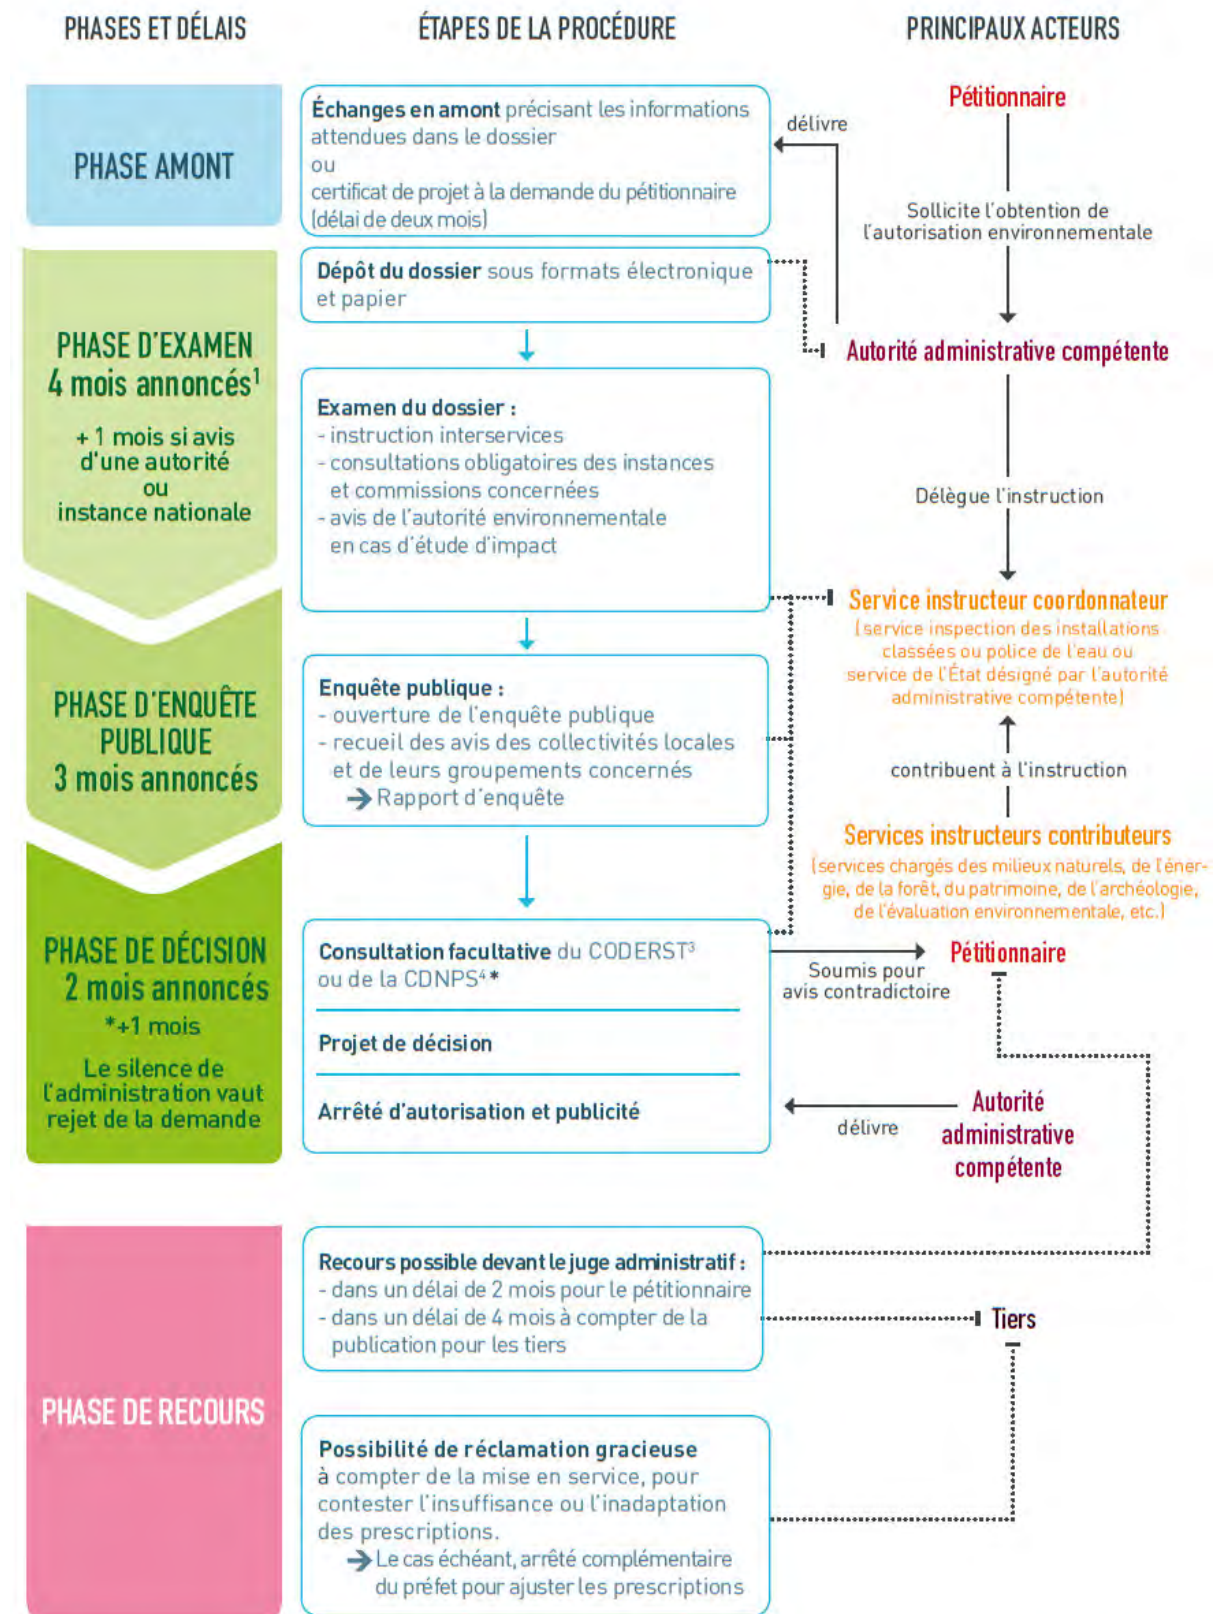 PHASES ET DÉLAIS
PHASE AMONT
PHASE D'EXAMEN
4 mois annoncés¹
+ 1 mois si avis
d'une autorité
ou
instance nationale
PHASE D'ENQUÊTE
PUBLIQUE
3 mois annoncés
PHASE DE DÉCISION
2 mois annoncés
*+1 mois
Le silence de
l'administration vaut
rejet de la demande
PHASE DE RECOURS
ÉTAPES DE LA PROCÉDURE
Échanges en amont précisant les informations
attendues dans le dossier
ou
certificat de projet à la demande du pétitionnaire
(délai de deux mois)
Dépôt du dossier sous formats électronique
et papier
Examen du dossier :
- instruction interservices
- consultations obligatoires des instances
et commissions concernées
- avis de l'autorité environnementale
en cas d'étude d'impact
Enquête publique :
- ouverture de l'enquête publique
- recueil des avis des collectivités locales
et de leurs groupements concernés
➔ Rapport d'enquête
Consultation facultative du CODERST³
ou de la CDNPS⁴*
Projet de décision
Arrêté d'autorisation et publicité
Recours possible devant le juge administratif :
- dans un délai de 2 mois pour le pétitionnaire
- dans un délai de 4 mois à compter de la
publication pour les tiers
Possibilité de réclamation gracieuse
à compter de la mise en service, pour
contester l'insuffisance ou l'inadaptation
des prescriptions.
➔ Le cas échéant, arrêté complémentaire
du préfet pour ajuster les prescriptions
PRINCIPAUX ACTEURS
Pétitionnaire
délivre
Sollicite l'obtention de
l'autorisation environnementale
Autorité administrative compétente
Délègue l'instruction
Service instructeur coordonnateur
(service inspection des installations
classées ou police de l'eau ou
service de l'État désigné par l'autorité
administrative compétente)
contribuent à l'instruction
Services instructeurs contributeurs
(services chargés des milieux naturels, de l'éner-
gie, de la forêt, du patrimoine, de l'archéologie,
de l'évaluation environnementale, etc.)
Pétitionnaire
Soumis pour
avis contradictoire
Autorité
administrative
compétente
délivre
Tiers